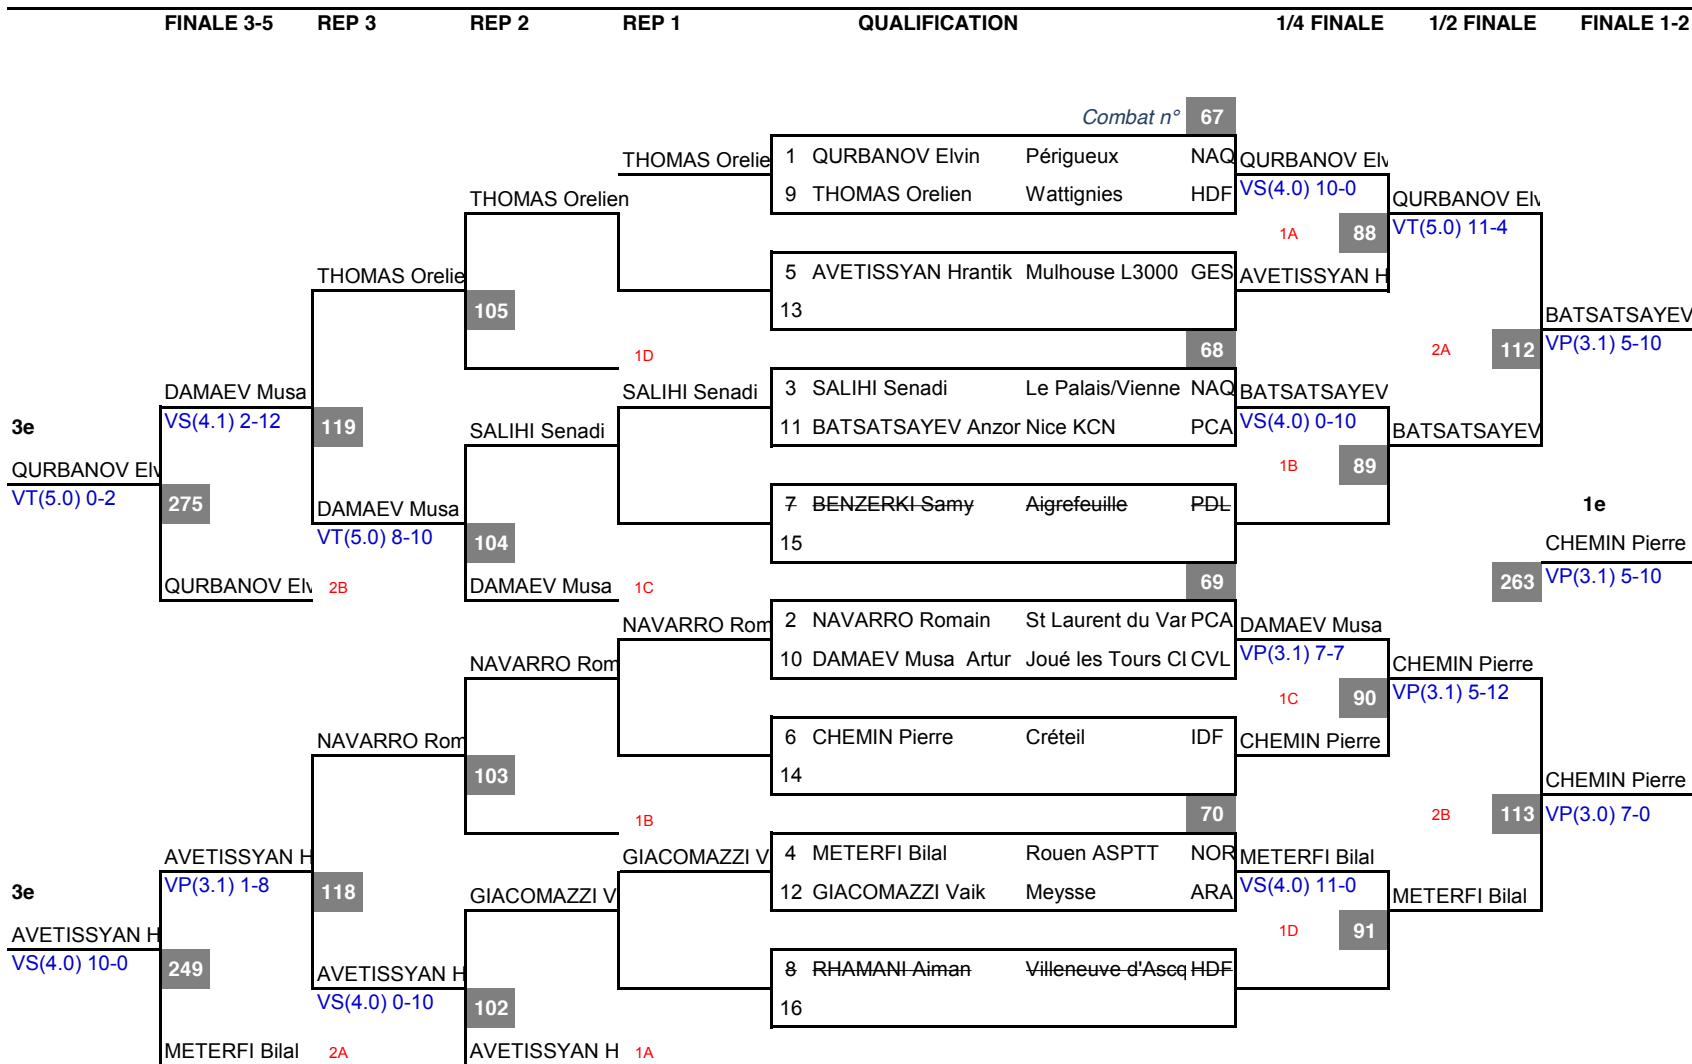 FINALE 3-5 REP 3 REP 2 REP 1 QUALIFICATION 1/4 FINALE 1/2 FINALE FINALE 1-2
Combat n° 67
THOMAS Orelie 1 QURBANOV Elvin Périgueux NAQ QURBANOV Elv
THOMAS Orelien 9 THOMAS Orelien Wattignies HDF VS(4.0) 10-0 QURBANOV Elv
1A 88 VT(5.0) 11-4
THOMAS Orelie 5 AVETISSYAN Hrantik Mulhouse L3000 GES AVETISSYAN H
105 13 BATSATSAYEV
1D 68 2A 112 VP(3.1) 5-10
DAMAEV Musa SALIHI Senadi 3 SALIHI Senadi Le Palais/Vienne NAQ BATSATSAYEV
3e VS(4.1) 2-12 119 SALIHI Senadi 11 BATSATSAYEV Anzor Nice KCN PCA VS(4.0) 0-10 BATSATSAYEV
QURBANOV Elv 1B 89
VT(5.0) 0-2 275 DAMAEV Musa 7 BENZERKI Samy Aigrefeuille PDL 1e
VT(5.0) 8-10 104 15 CHEMIN Pierre
QURBANOV Elv 2B DAMAEV Musa 1C 69 263 VP(3.1) 5-10
NAVARRO Rom 2 NAVARRO Romain St Laurent du Var PCA DAMAEV Musa
NAVARRO Rom 10 DAMAEV Musa Artur Joué les Tours CL CVL VP(3.1) 7-7 CHEMIN Pierre
1C 90 VP(3.1) 5-12
NAVARRO Rom 6 CHEMIN Pierre Créteil IDF CHEMIN Pierre
103 14 CHEMIN Pierre
1B 70 2B 113 VP(3.0) 7-0
AVETISSYAN H GIACOMAZZI V 4 METERFI Bilal Rouen ASPTT NOR METERFI Bilal
3e VP(3.1) 1-8 118 GIACOMAZZI V 12 GIACOMAZZI Vaik Meysse ARA VS(4.0) 11-0 METERFI Bilal
AVETISSYAN H 1D 91
VS(4.0) 10-0 249 AVETISSYAN H 8 RHAMANI Aiman Villeneuve d'Ascq HDF
VS(4.0) 0-10 102 16
METERFI Bilal 2A AVETISSYAN H 1A